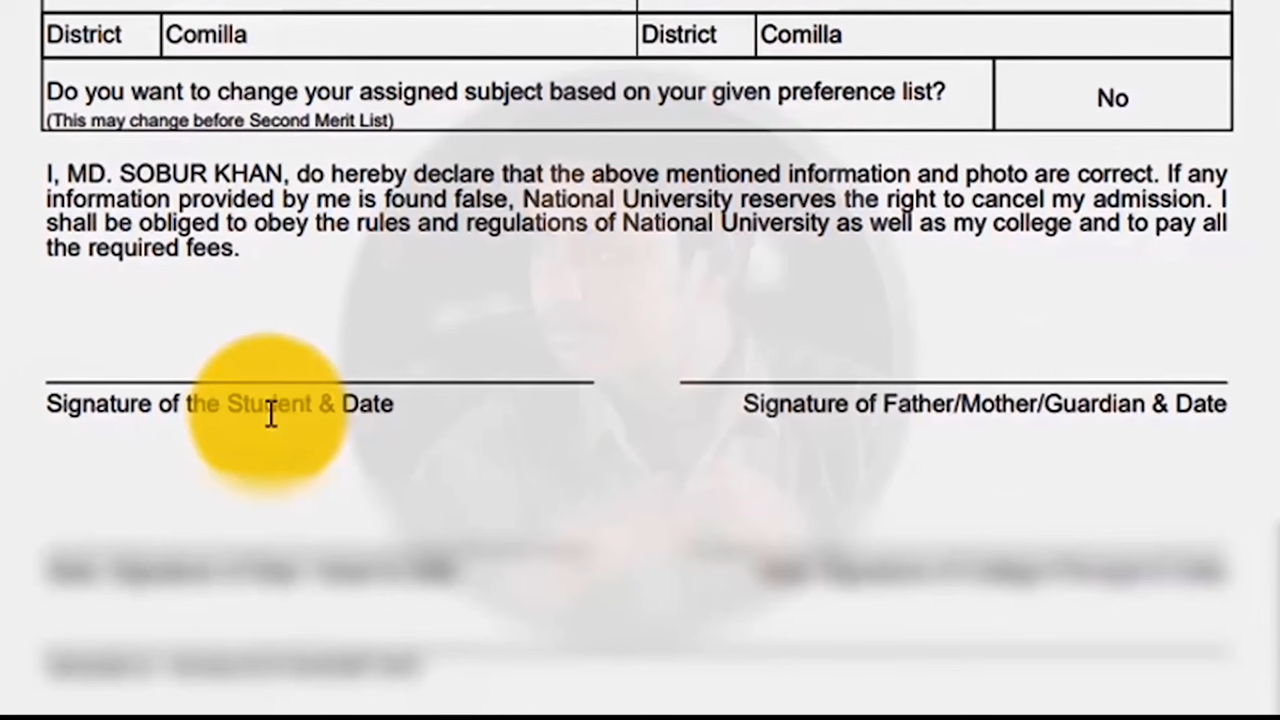 District Comilla District Comilla
Do you want to change your assigned subject based on your given preference list? No
(This may change before Second Merit List)
I, MD. SOBUR KHAN, do hereby declare that the above mentioned information and photo are correct. If any
information provided by me is found false, National University reserves the right to cancel my admission. I
shall be obliged to obey the rules and regulations of National University as well as my college and to pay all
the required fees.
Signature of the Student & Date Signature of Father/Mother/Guardian & Date